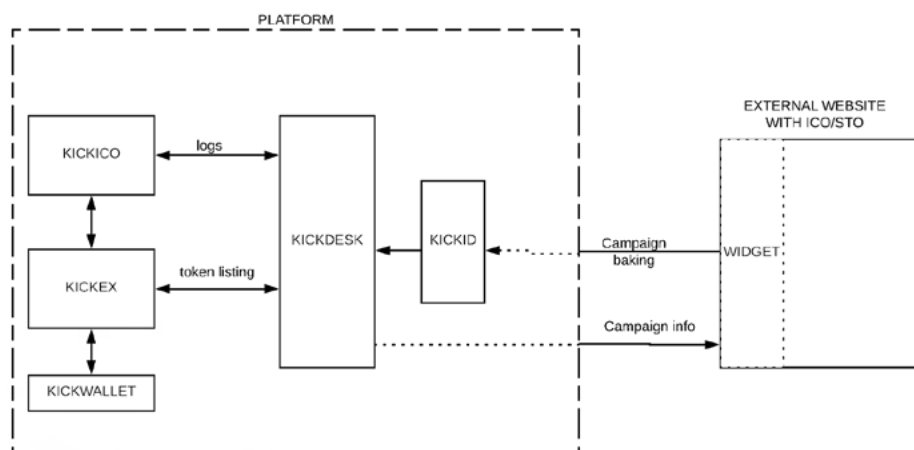 PLATFORM
EXTERNAL WEBSITE
WITH ICO/STO
KICKICO
logs
KICKDESK
KICKID
Campaign
baking
WIDGET
KICKEX
token listing
Campaign info
KICKWALLET